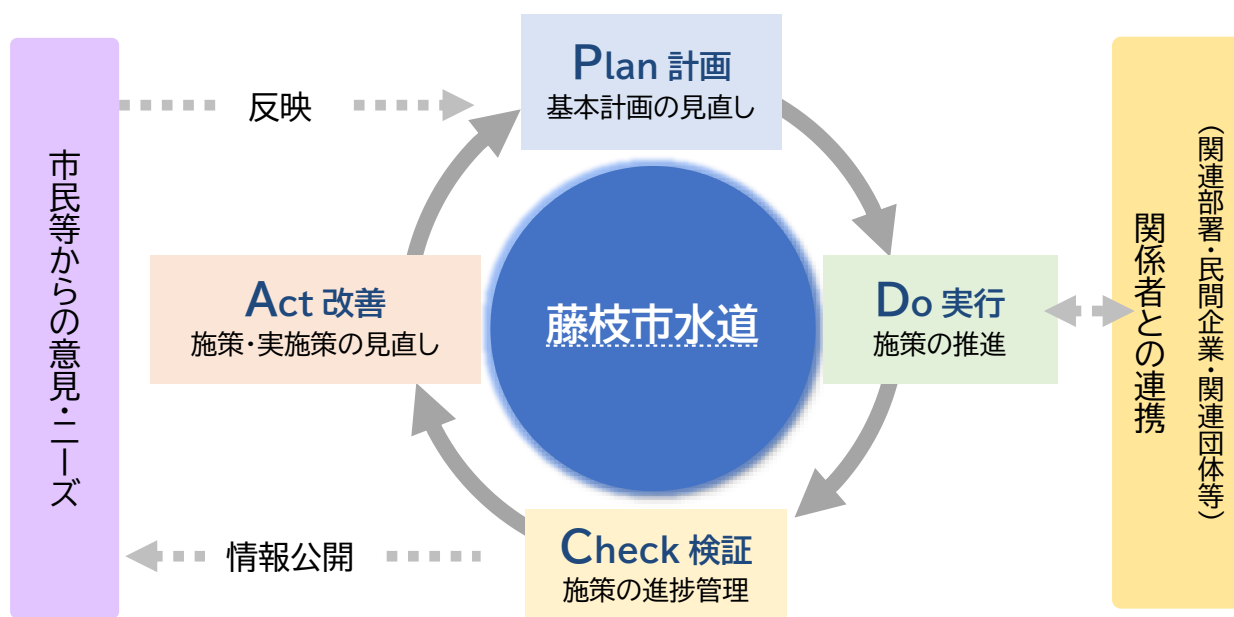 市民等からの意見・ニーズ
反映
Plan 計画
基本計画の見直し
Act 改善
施策・実施策の見直し
藤枝市水道
Do 実行
施策の推進
関係者との連携
（関連部署・民間企業・関連団体等）
情報公開
Check 検証
施策の進捗管理